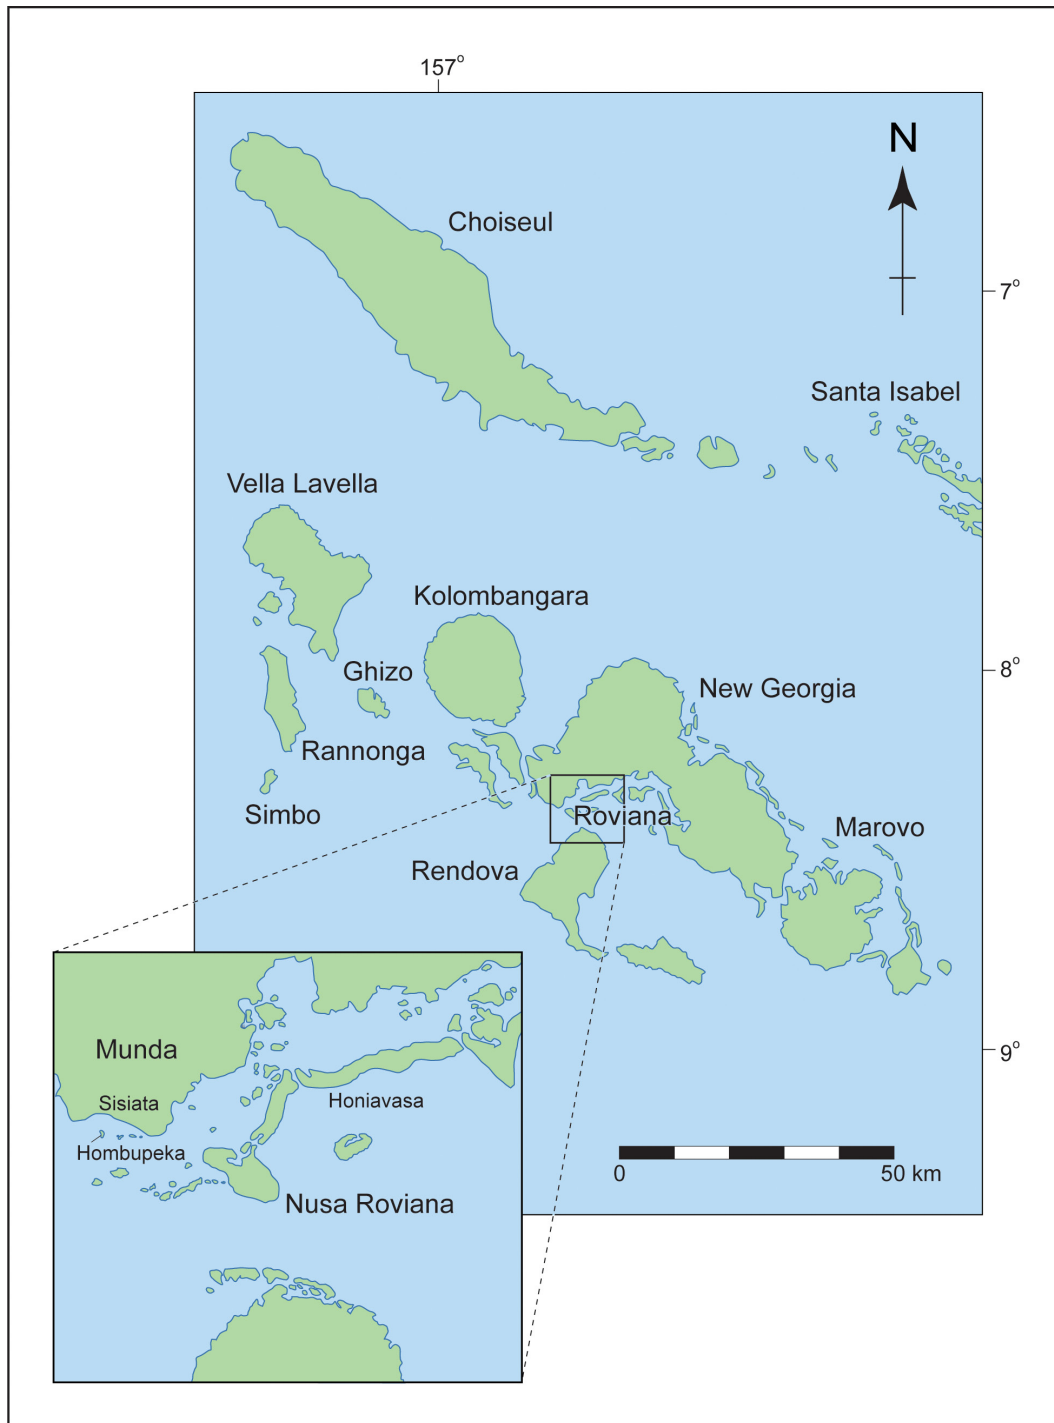 157°
N
Choiseul
7°
Santa Isabel
Vella Lavella
Kolombangara
Ghizo
8°
New Georgia
Rannonga
Simbo
Roviana
Marovo
Rendova
Munda
9°
Sisiata
Honiavasa
Hombupeka
Nusa Roviana
0 50 km